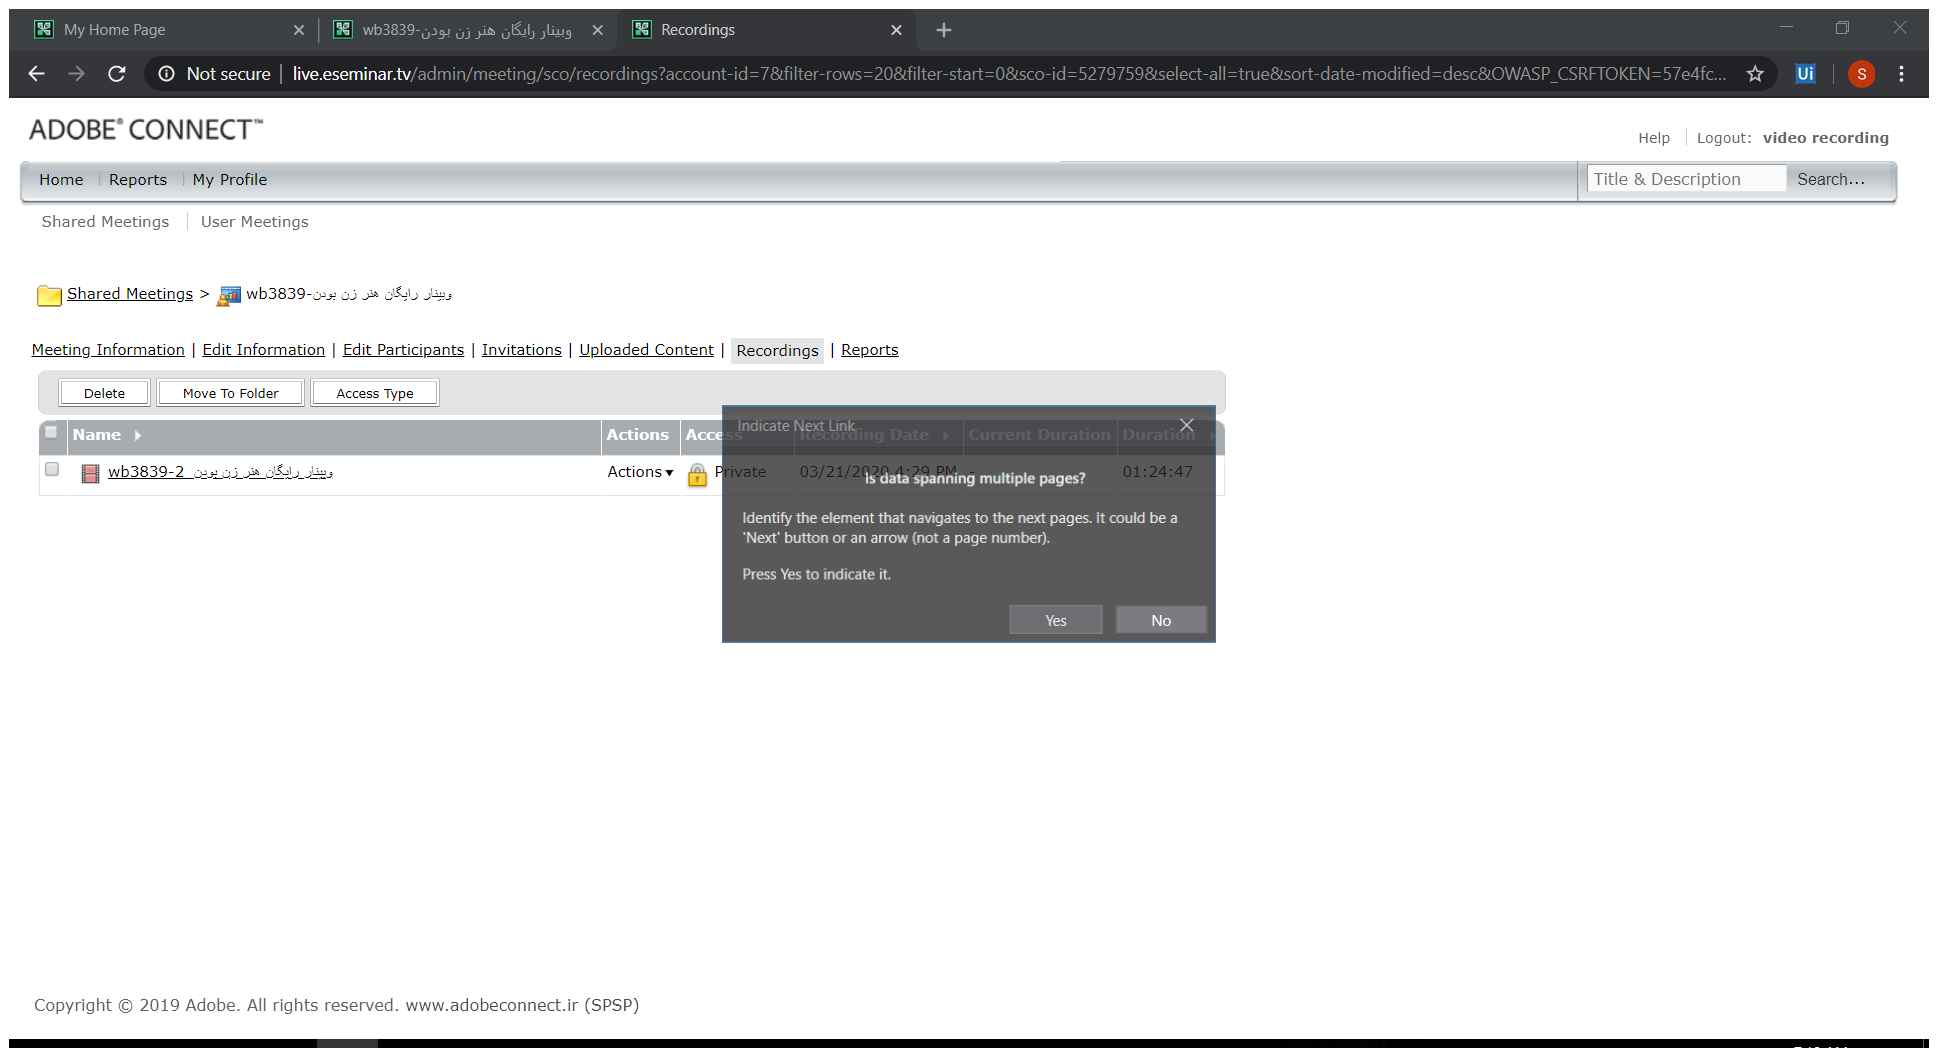 My Home Page
wb3839-وبینار رایگان هنر زن بودن
Recordings
Not secure | live.eseminar.tv/admin/meeting/sco/recordings?account-id=7&filter-rows=20&filter-start=0&sco-id=5279759&select-all=true&sort-date-modified=desc&OWASP_CSRFTOKEN=57e4fc...
Ui
S
ADOBE® CONNECT™
Help | Logout: video recording
Home | Reports | My Profile
Title & Description
Search...
Shared Meetings | User Meetings
Shared Meetings > wb3839-وبینار رایگان هنر زن بودن
Meeting Information | Edit Information | Edit Participants | Invitations | Uploaded Content | Recordings | Reports
Delete
Move To Folder
Access Type
Name Actions Access Recording Date Current Duration Duration
wb3839-2_وبینار رایگان هنر زن بودن Actions Private 03/21/2020 4:29 PM - 01:24:47
Indicate Next Link
Is data spanning multiple pages?
Identify the element that navigates to the next pages. It could be a
'Next' button or an arrow (not a page number).
Press Yes to indicate it.
Yes
No
Copyright © 2019 Adobe. All rights reserved. www.adobeconnect.ir (SPSP)